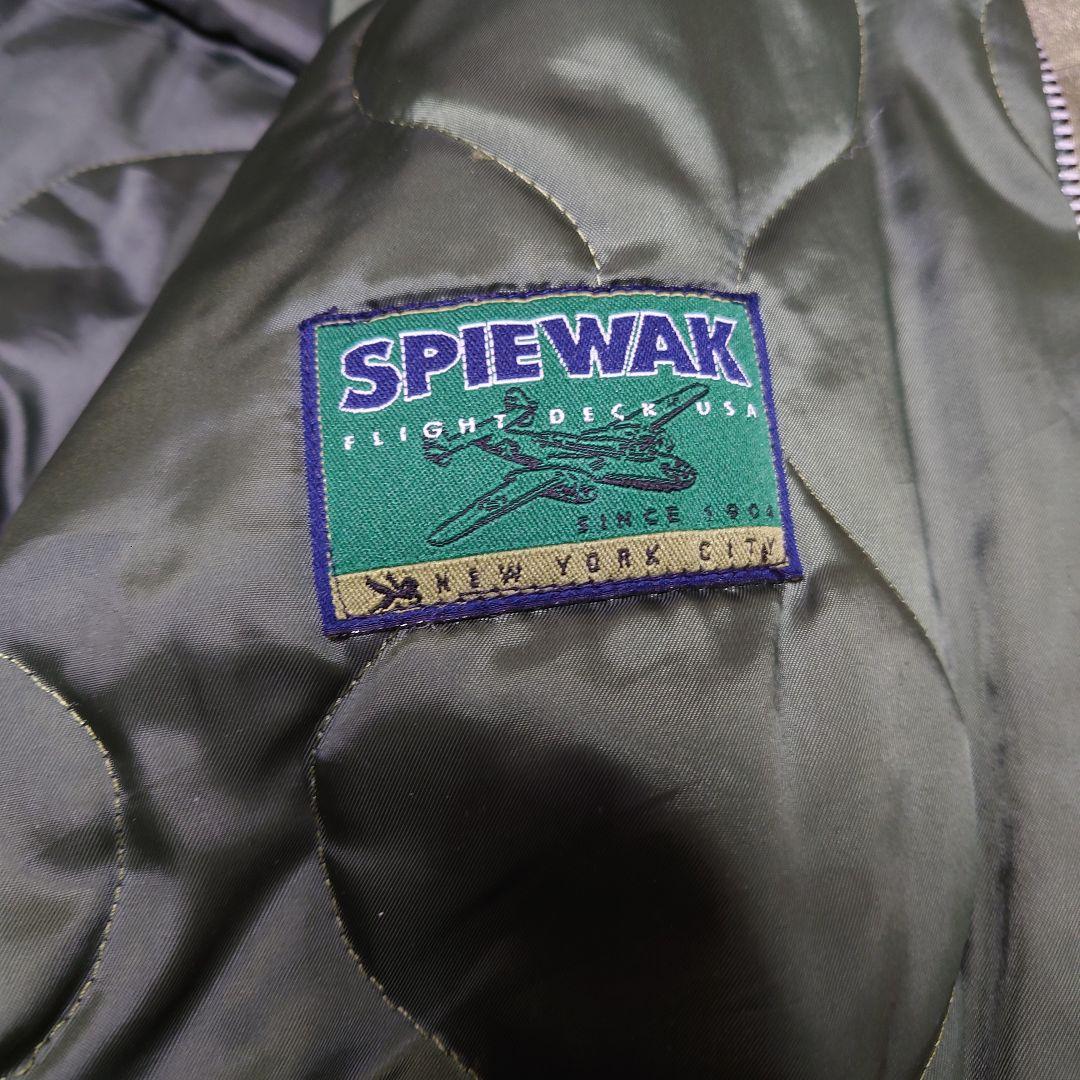 SPIEWAK
FLIGHT DECK USA
SINCE 1904
NEW YORK CITY